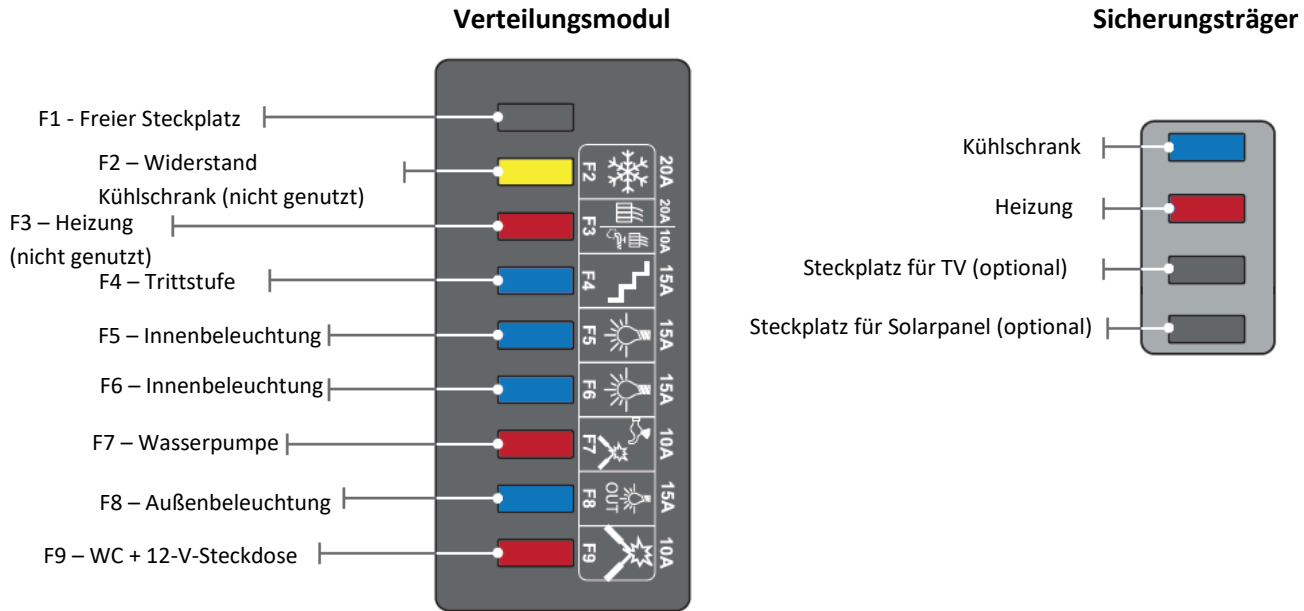 Verteilungsmodul
F1 - Freier Steckplatz
F2 – Widerstand
Kühlschrank (nicht genutzt)
F3 – Heizung
(nicht genutzt)
F4 – Trittstufe
F5 – Innenbeleuchtung
F6 – Innenbeleuchtung
F7 – Wasserpumpe
F8 – Außenbeleuchtung
F9 – WC + 12-V-Steckdose
F2 20A
F3 20A 10A
F4 15A
F5 15A
F6 15A
F7 10A
F8 OUT 15A
F9 10A
Sicherungsträger
Kühlschrank
Heizung
Steckplatz für TV (optional)
Steckplatz für Solarpanel (optional)